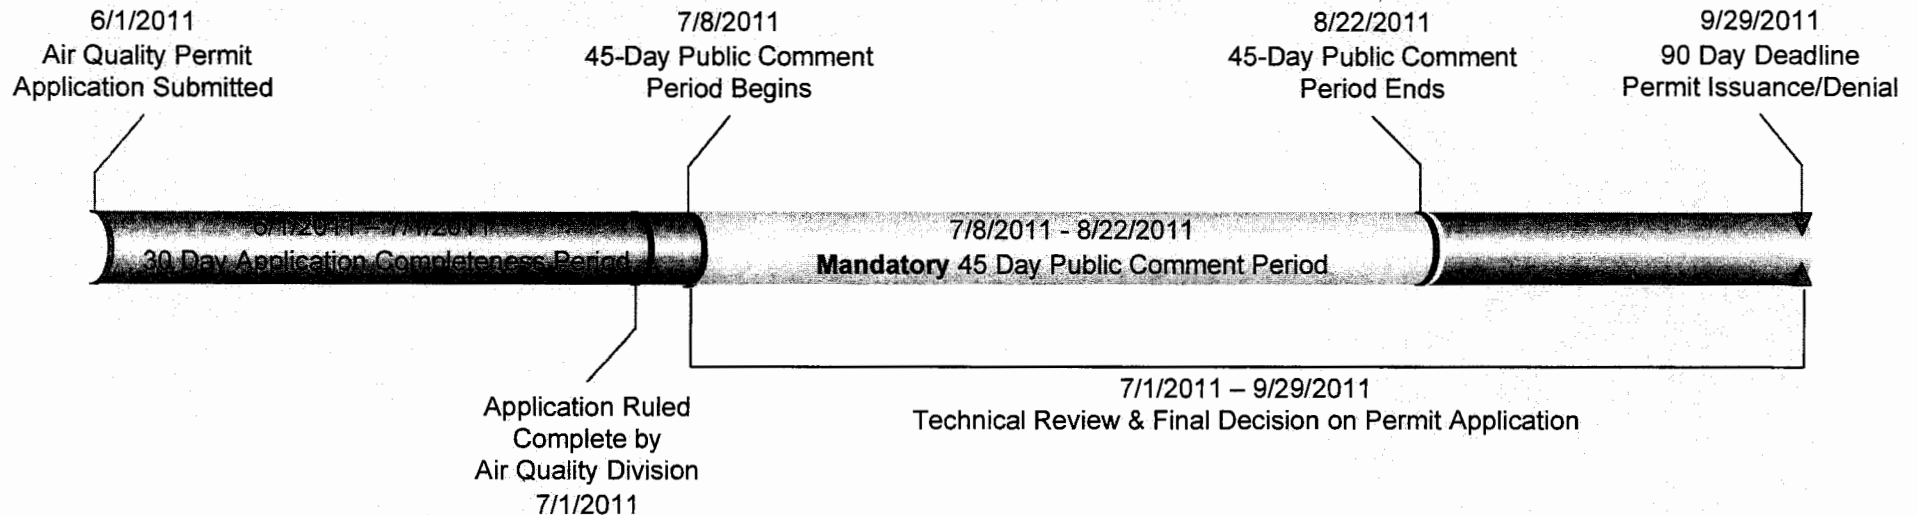 6/1/2011
Air Quality Permit
Application Submitted
7/8/2011
45-Day Public Comment
Period Begins
8/22/2011
45-Day Public Comment
Period Ends
9/29/2011
90 Day Deadline
Permit Issuance/Denial
6/1/2011 – 7/1/2011
30 Day Application Completeness Period
7/8/2011 - 8/22/2011
Mandatory 45 Day Public Comment Period
7/1/2011 – 9/29/2011
Technical Review & Final Decision on Permit Application
Application Ruled
Complete by
Air Quality Division
7/1/2011